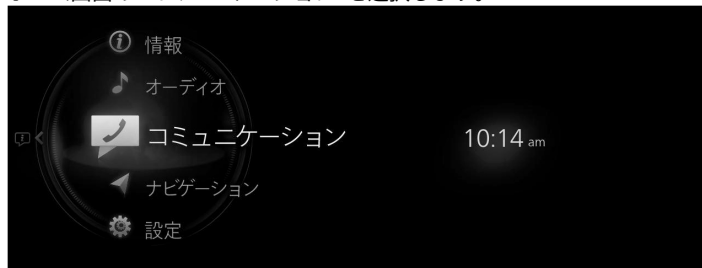 情報
オーディオ
コミュニケーション
10:14 am
ナビゲーション
設定